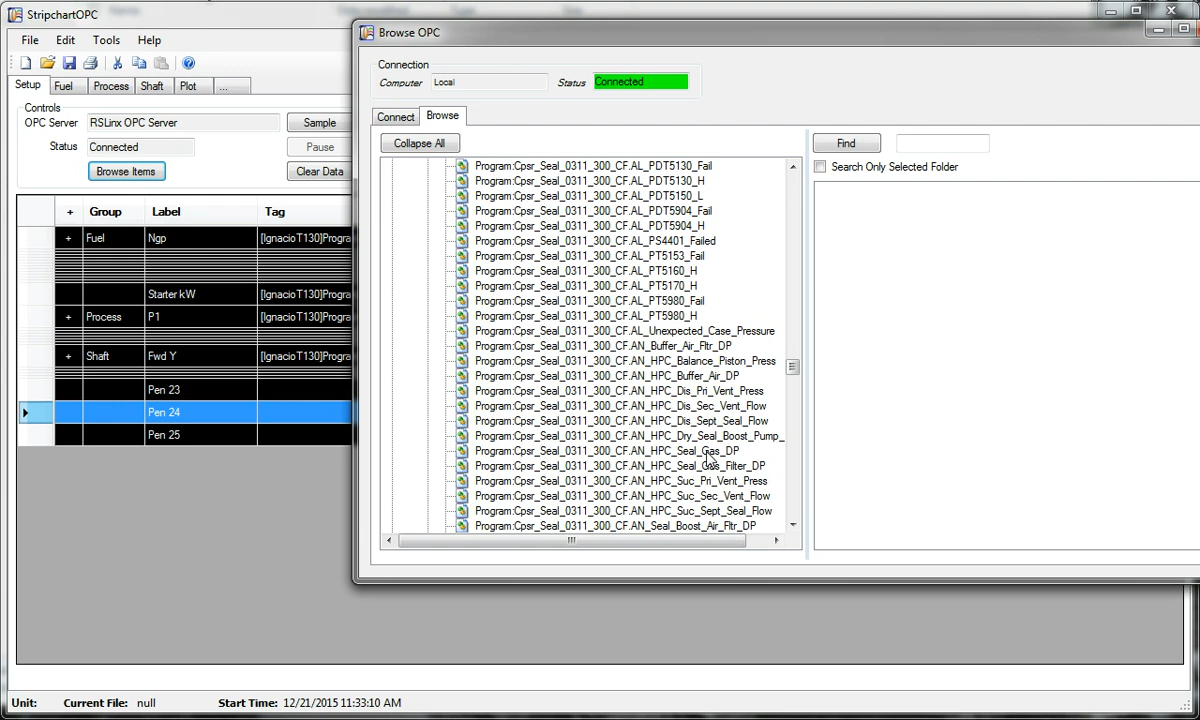 StripchartOPC
File Edit Tools Help
Setup Fuel Process Shaft Plot ...
Controls
OPC Server RSLinx OPC Server Sample
Status Connected Pause
Browse Items Clear Data
+ Group Label Tag
+ Fuel Ngp [IgnacioT130]Progra
Starter kW [IgnacioT130]Progra
+ Process P1 [IgnacioT130]Progra
+ Shaft Fwd Y [IgnacioT130]Progra
Pen 23
Pen 24
Pen 25
Browse OPC
Connection
Computer Local Status Connected
Connect Browse
Collapse All
Program:Cpsr_Seal_0311_300_CF.AL_PDT5130_Fail
Program:Cpsr_Seal_0311_300_CF.AL_PDT5130_H
Program:Cpsr_Seal_0311_300_CF.AL_PDT5150_L
Program:Cpsr_Seal_0311_300_CF.AL_PDT5904_Fail
Program:Cpsr_Seal_0311_300_CF.AL_PDT5904_H
Program:Cpsr_Seal_0311_300_CF.AL_PS4401_Failed
Program:Cpsr_Seal_0311_300_CF.AL_PT5153_Fail
Program:Cpsr_Seal_0311_300_CF.AL_PT5160_H
Program:Cpsr_Seal_0311_300_CF.AL_PT5170_H
Program:Cpsr_Seal_0311_300_CF.AL_PT5980_Fail
Program:Cpsr_Seal_0311_300_CF.AL_PT5980_H
Program:Cpsr_Seal_0311_300_CF.AL_Unexpected_Case_Pressure
Program:Cpsr_Seal_0311_300_CF.AN_Buffer_Air_Fltr_DP
Program:Cpsr_Seal_0311_300_CF.AN_HPC_Balance_Piston_Press
Program:Cpsr_Seal_0311_300_CF.AN_HPC_Buffer_Air_DP
Program:Cpsr_Seal_0311_300_CF.AN_HPC_Dis_Pri_Vent_Press
Program:Cpsr_Seal_0311_300_CF.AN_HPC_Dis_Sec_Vent_Flow
Program:Cpsr_Seal_0311_300_CF.AN_HPC_Dis_Sept_Seal_Flow
Program:Cpsr_Seal_0311_300_CF.AN_HPC_Dry_Seal_Boost_Pump_
Program:Cpsr_Seal_0311_300_CF.AN_HPC_Seal_Gas_DP
Program:Cpsr_Seal_0311_300_CF.AN_HPC_Seal_Gas_Filter_DP
Program:Cpsr_Seal_0311_300_CF.AN_HPC_Suc_Pri_Vent_Press
Program:Cpsr_Seal_0311_300_CF.AN_HPC_Suc_Sec_Vent_Flow
Program:Cpsr_Seal_0311_300_CF.AN_HPC_Suc_Sept_Seal_Flow
Program:Cpsr_Seal_0311_300_CF.AN_Seal_Boost_Air_Fltr_DP
Find
Search Only Selected Folder
Unit: Current File: null Start Time: 12/21/2015 11:33:10 AM